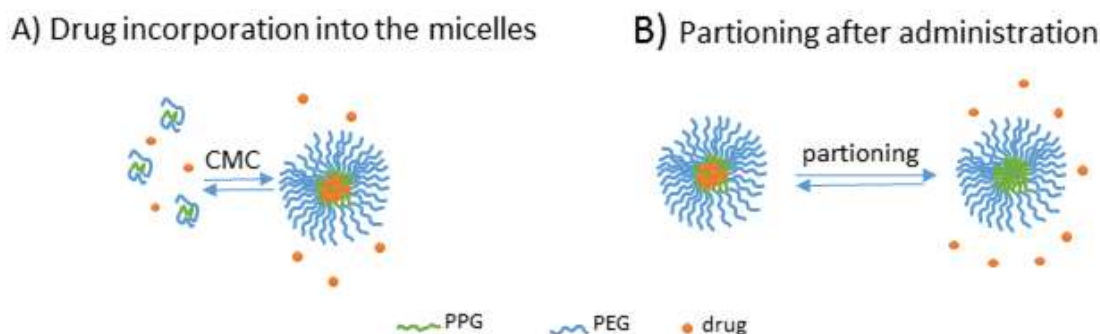 A) Drug incorporation into the micelles
B) Partioning after administration
CMC
partioning
PPG
PEG
drug